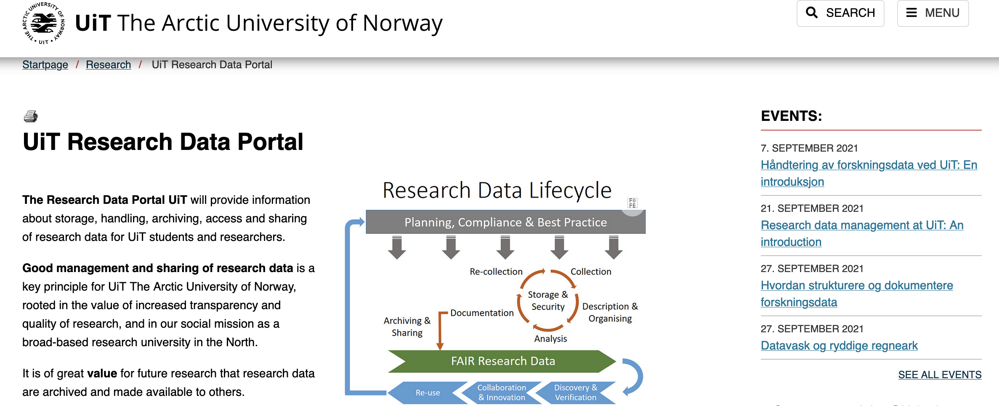 THE ARCTIC UNIVERSITY OF NORWAY • UIT •
UiT The Arctic University of Norway
SEARCH
MENU
Startpage / Research / UiT Research Data Portal
UiT Research Data Portal
The Research Data Portal UiT will provide information
about storage, handling, archiving, access and sharing
of research data for UiT students and researchers.
Good management and sharing of research data is a
key principle for UiT The Arctic University of Norway,
rooted in the value of increased transparency and
quality of research, and in our social mission as a
broad-based research university in the North.
It is of great value for future research that research data
are archived and made available to others.
Research Data Lifecycle
F0
FE
Planning, Compliance & Best Practice
Re-collection
Collection
Storage &
Security
Description &
Organising
Documentation
Archiving &
Sharing
Analysis
FAIR Research Data
Re-use
Collaboration
& Innovation
Discovery &
Verification
EVENTS:
7. SEPTEMBER 2021
Håndtering av forskningsdata ved UiT: En
introduksjon
21. SEPTEMBER 2021
Research data management at UiT: An
introduction
27. SEPTEMBER 2021
Hvordan strukturere og dokumentere
forskningsdata
27. SEPTEMBER 2021
Datavask og ryddige regneark
SEE ALL EVENTS